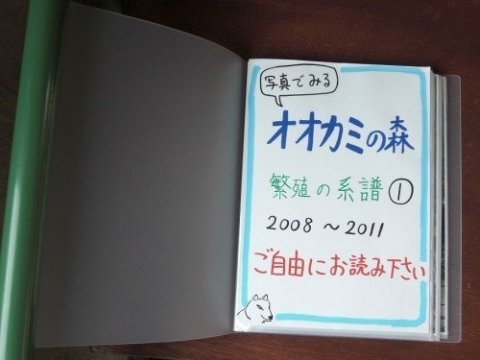 写真でみる
オオカミの森
繁殖の系譜①
2008～2011
ご自由にお読み下さい